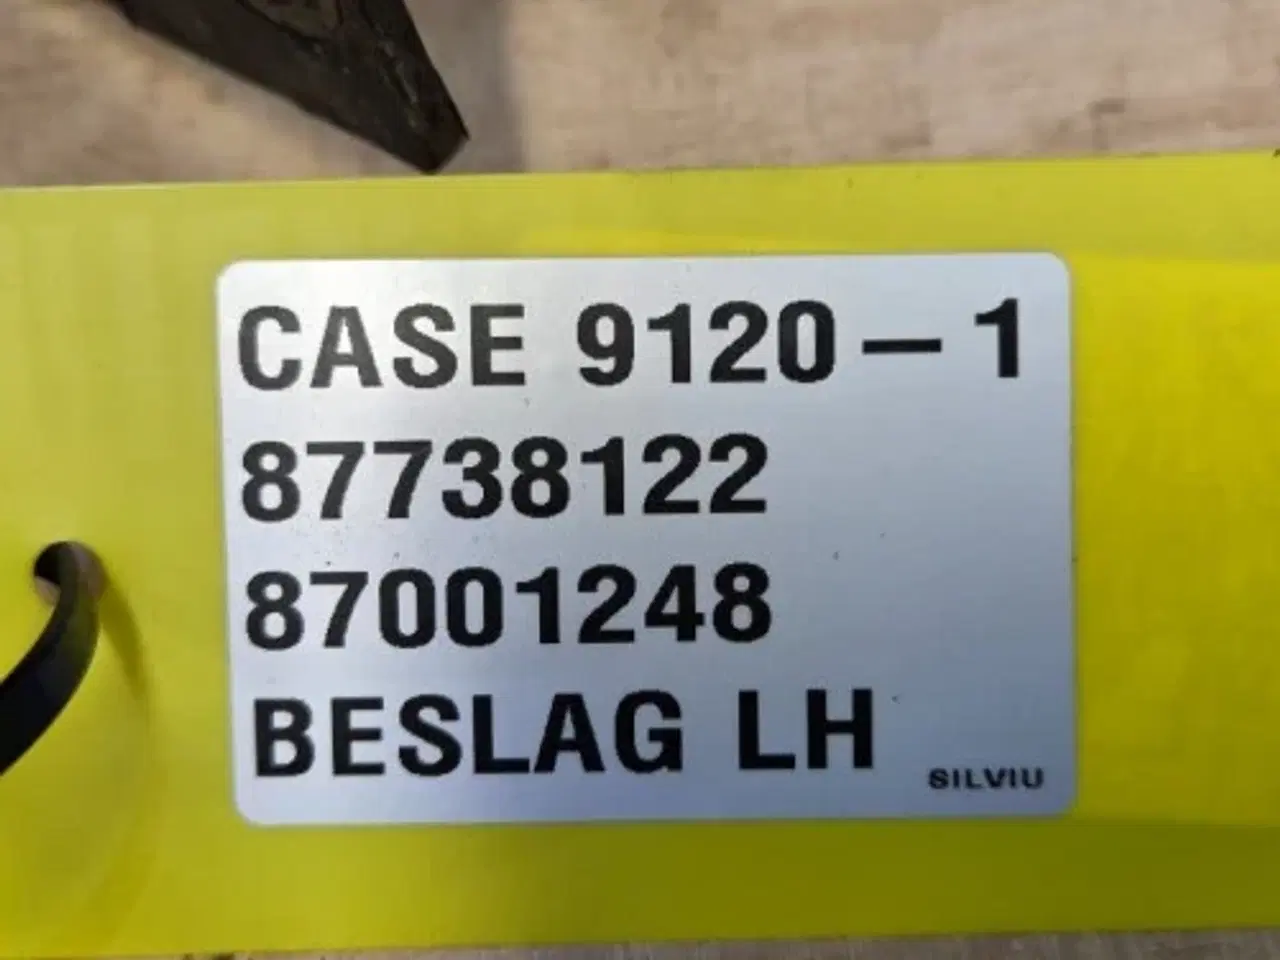 CASE 9120-1
87738122
87001248
BESLAG LH
SILVIU